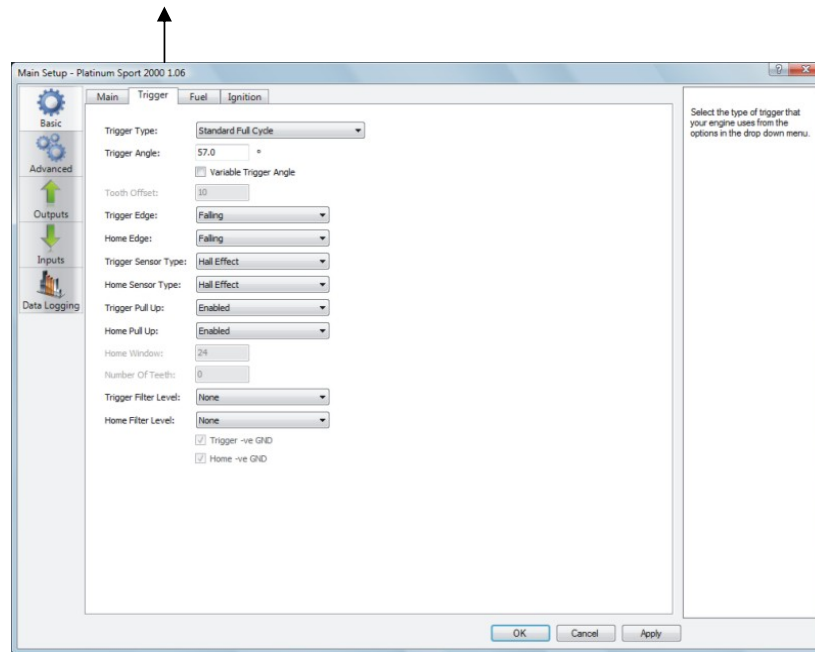 Main Setup - Platinum Sport 2000 1.06
Basic
Advanced
Outputs
Inputs
Data Logging
Main Trigger Fuel Ignition
Trigger Type: Standard Full Cycle
Trigger Angle: 57.0 °
Variable Trigger Angle
Tooth Offset: 10
Trigger Edge: Falling
Home Edge: Falling
Trigger Sensor Type: Hall Effect
Home Sensor Type: Hall Effect
Trigger Pull Up: Enabled
Home Pull Up: Enabled
Home Window: 24
Number Of Teeth: 0
Trigger Filter Level: None
Home Filter Level: None
Trigger -ve GND
Home -ve GND
Select the type of trigger that
your engine uses from the
options in the drop down menu.
OK Cancel Apply